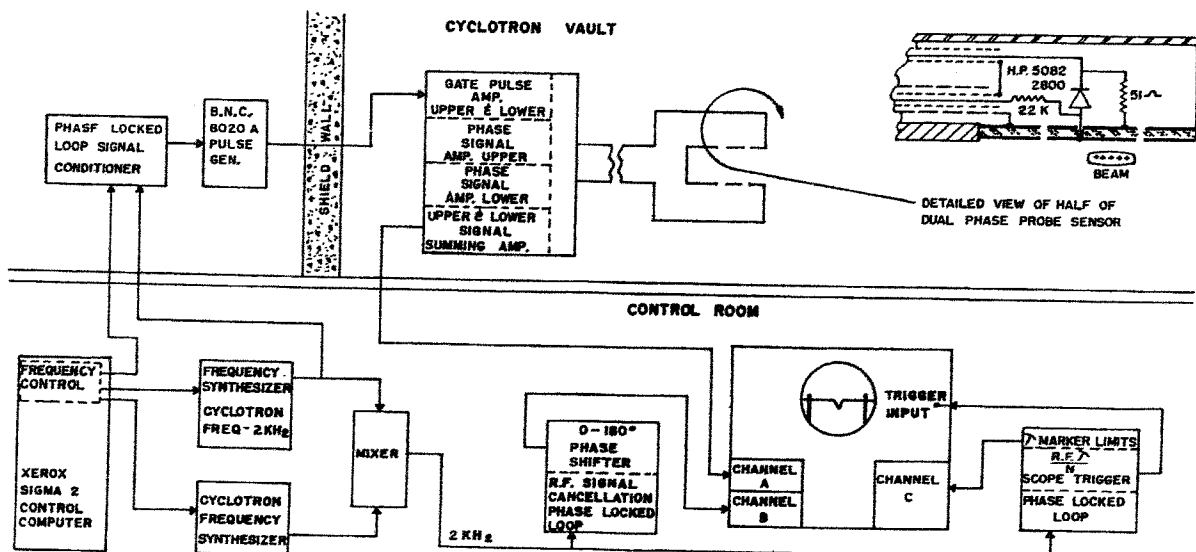 CYCLOTRON VAULT
SHIELD WALL
GATE PULSE
AMP.
UPPER & LOWER
PHASE
SIGNAL
AMP. UPPER
PHASE
SIGNAL
AMP. LOWER
UPPER & LOWER
SIGNAL
SUMMING AMP.
B.N.C.
8020 A
PULSE
GEN.
PHASF LOCKED
LOOP SIGNAL
CONDITIONER
H.P. 5082
2800
22 K
51
BEAM
DETAILED VIEW OF HALF OF
DUAL PHASE PROBE SENSOR
CONTROL ROOM
FREQUENCY
CONTROL
XEROX
SIGMA 2
CONTROL
COMPUTER
FREQUENCY
SYNTHESIZER
CYCLOTRON
FREQ - 2KHz
CYCLOTRON
FREQUENCY
SYNTHESIZER
MIXER
2 KHz
0-180°
PHASE
SHIFTER
R.F. SIGNAL
CANCELLATION
PHASE LOCKED
LOOP
TRIGGER
INPUT
CHANNEL
A
CHANNEL
B
CHANNEL
C
MARKER LIMITS
R.F.
N
SCOPE TRIGGER
PHASE LOCKED
LOOP